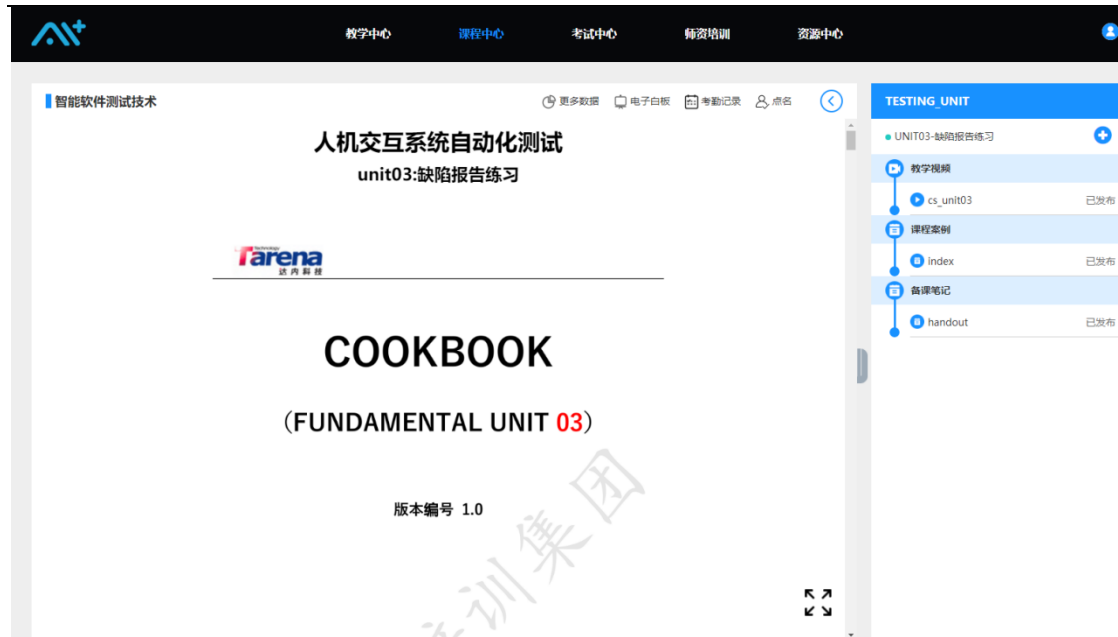 教学中心 课程中心 考试中心 师资培训 资源中心
智能软件测试技术
更多数据 电子白板 考勤记录 点名
人机交互系统自动化测试
unit03:缺陷报告练习
Technology
Tarena
达内科技
COOKBOOK
（FUNDAMENTAL UNIT 03）
版本编号 1.0
培训集团
TESTING_UNIT
UNIT03-缺陷报告练习
教学视频
cs_unit03 已发布
课程案例
index 已发布
备课笔记
handout 已发布